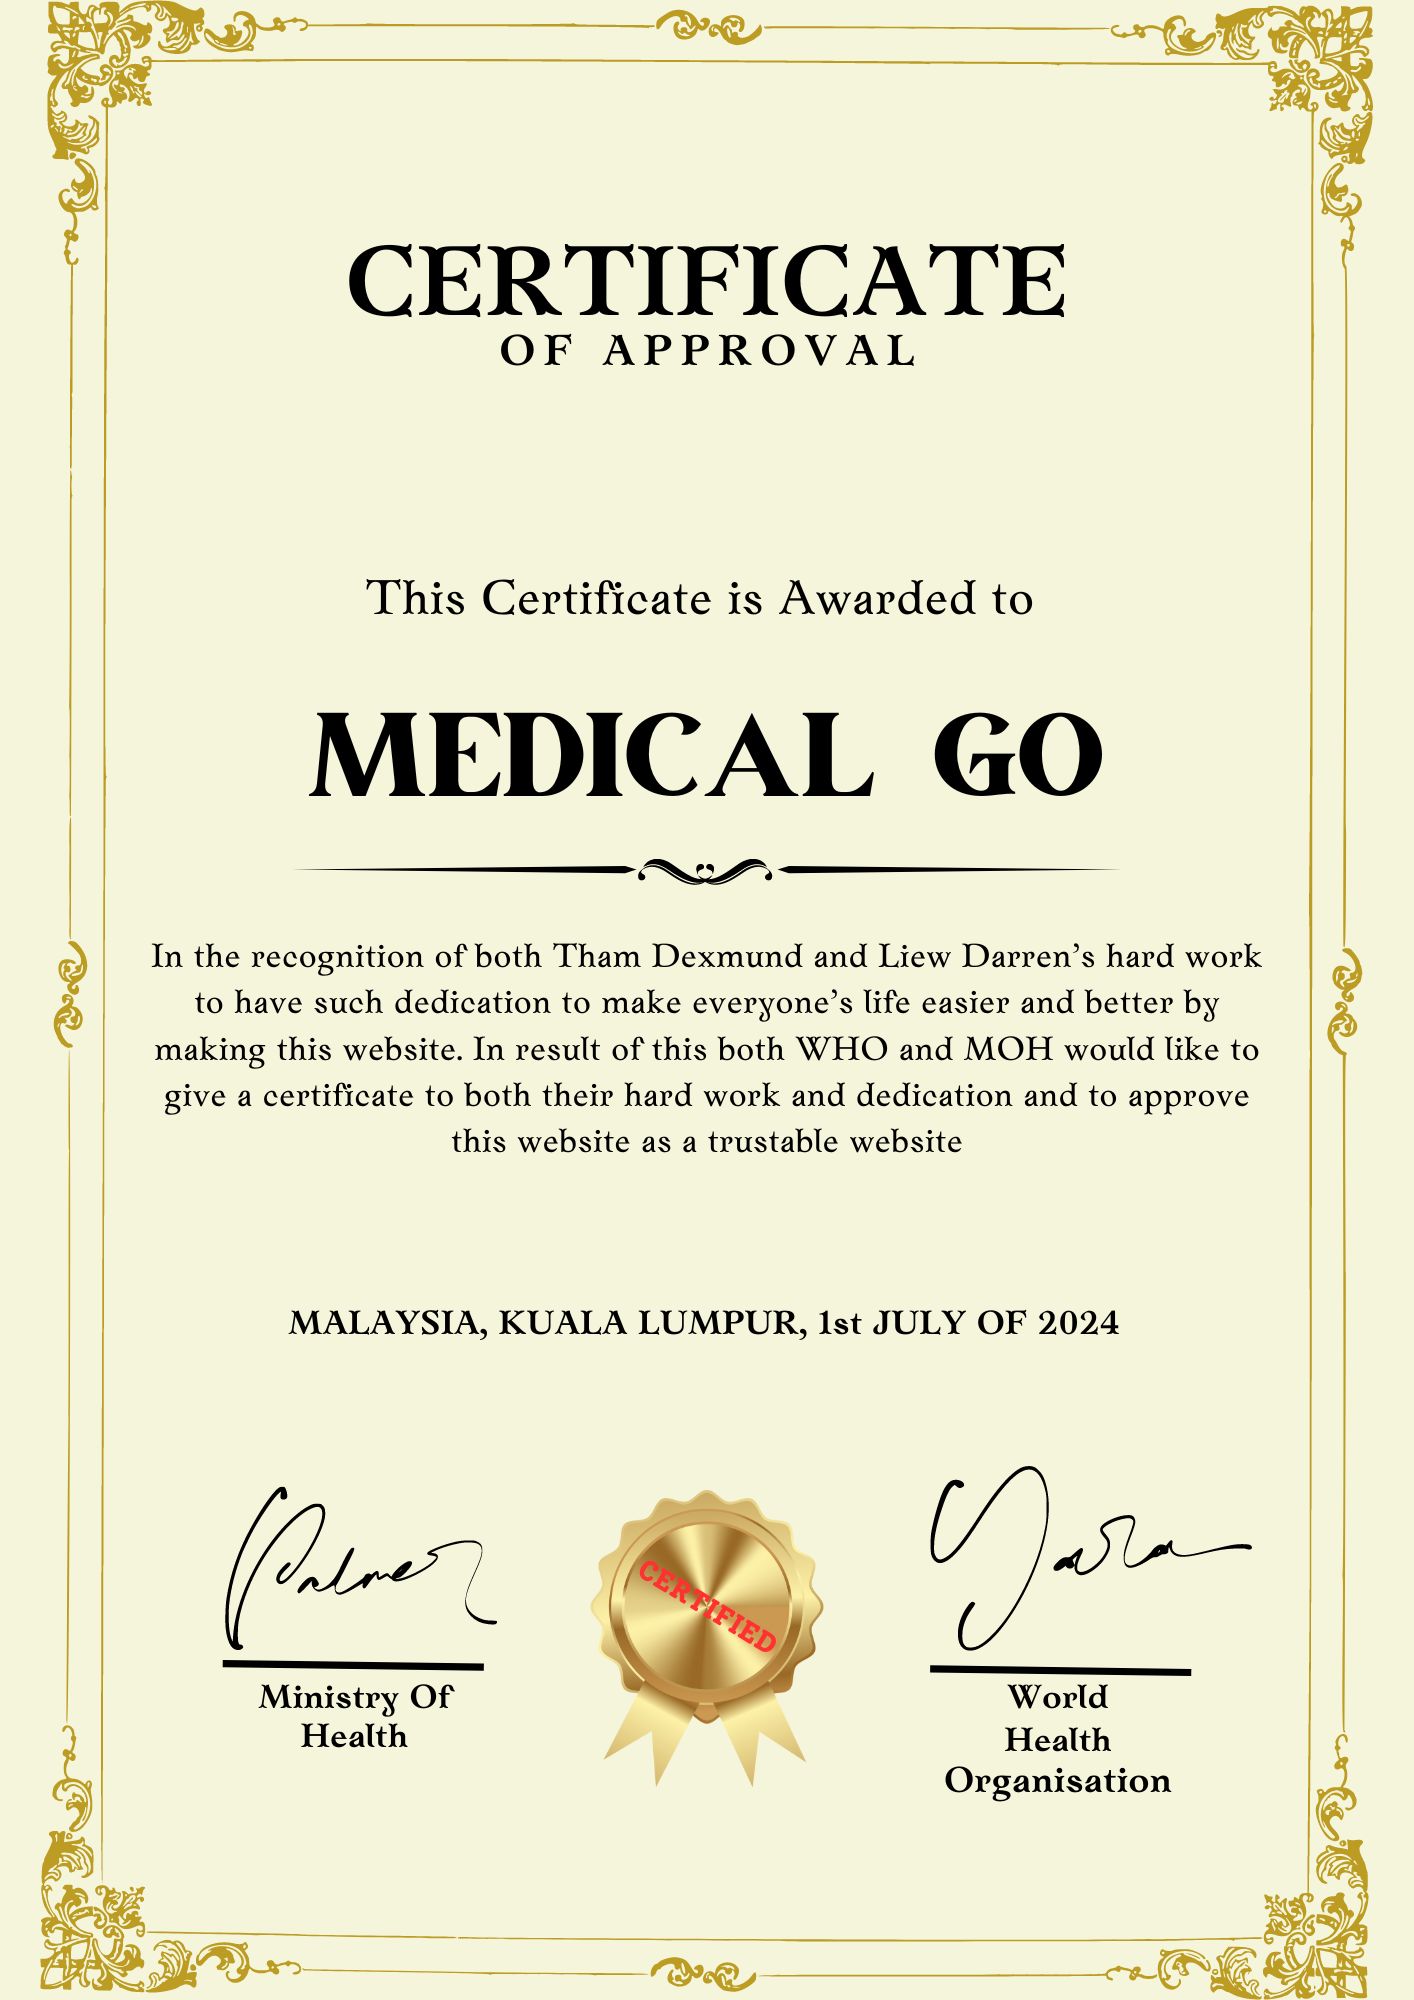 CERTIFICATE
OF APPROVAL
This Certificate is Awarded to
MEDICAL GO
In the recognition of both Tham Dexmund and Liew Darren's hard work
to have such dedication to make everyone's life easier and better by
making this website. In result of this both WHO and MOH would like to
give a certificate to both their hard work and dedication and to approve
this website as a trustable website
MALAYSIA, KUALA LUMPUR, 1st JULY OF 2024
CERTIFIED
Ministry Of
Health
World
Health
Organisation